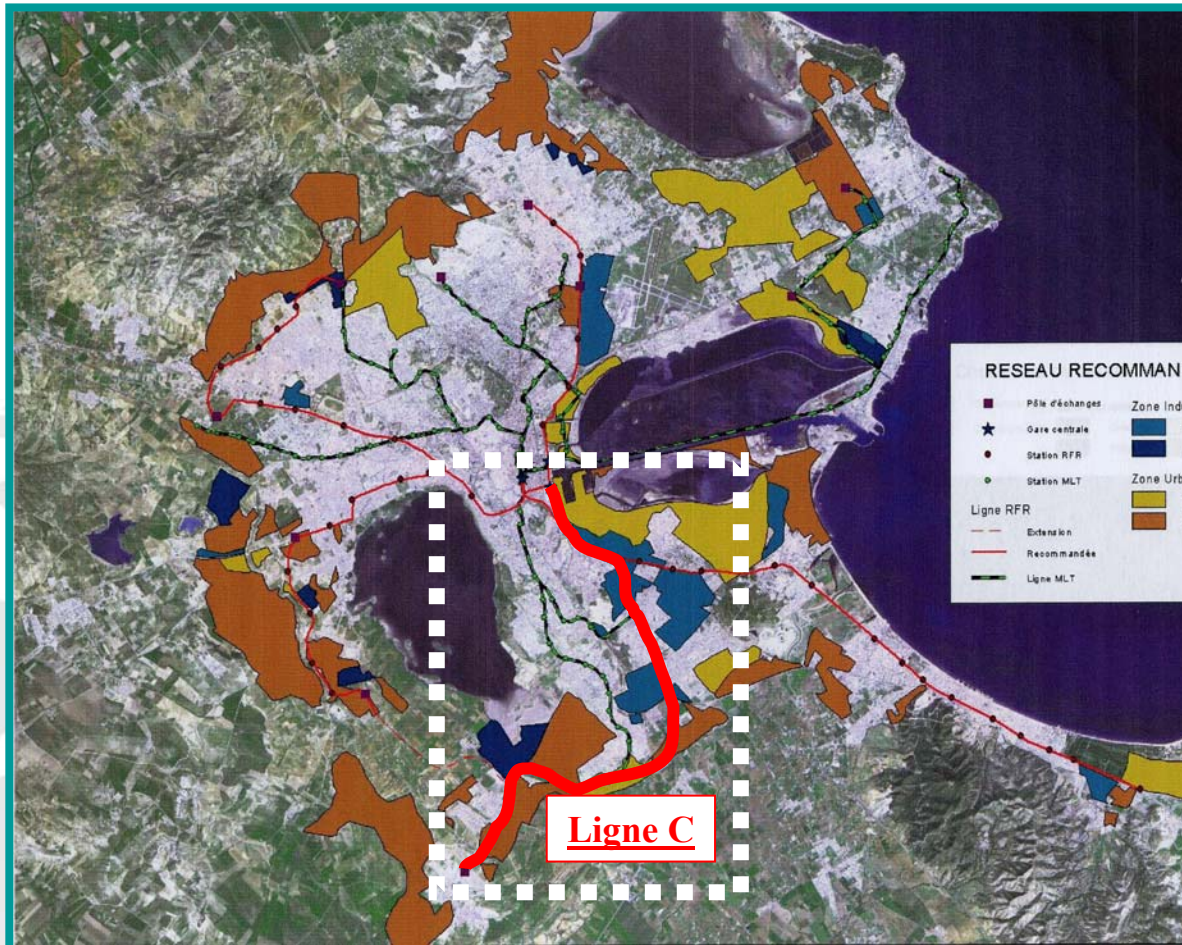 RESEAU RECOMMAN
Pôle d'échanges
Gare centrale
Station RFR
Station MLT
Ligne RFR
Extension
Recommandée
Ligne MLT
Zone Ind
Zone Urb
Ligne C